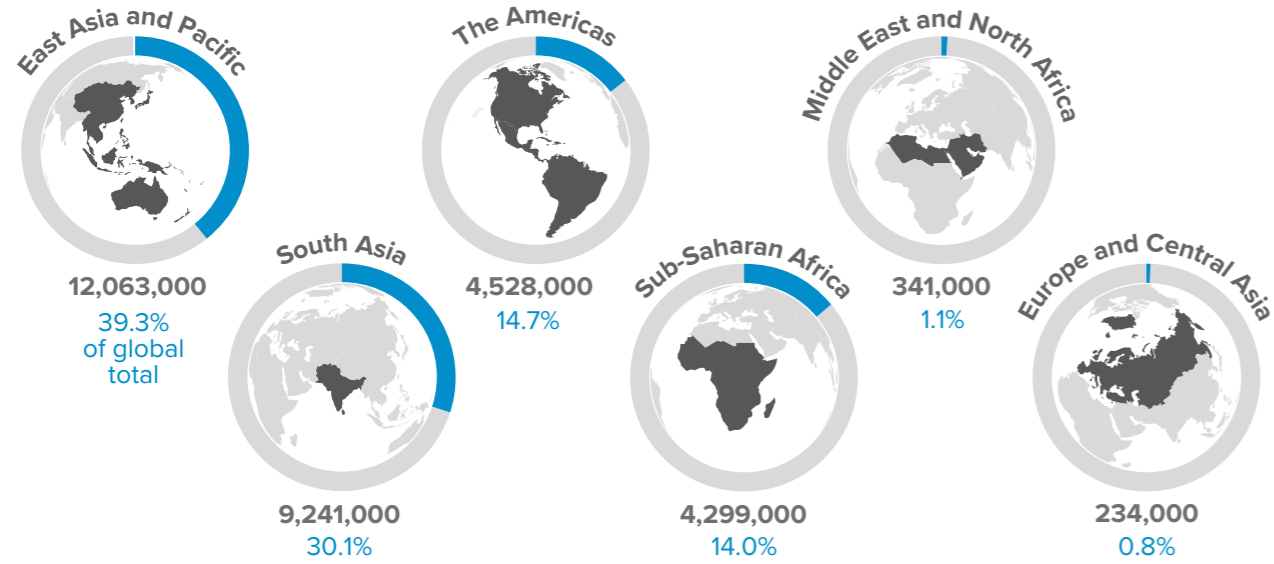 East Asia and Pacific
12,063,000
39.3%
of global
total
South Asia
9,241,000
30.1%
The Americas
4,528,000
14.7%
Sub-Saharan Africa
4,299,000
14.0%
Middle East and North Africa
341,000
1.1%
Europe and Central Asia
234,000
0.8%